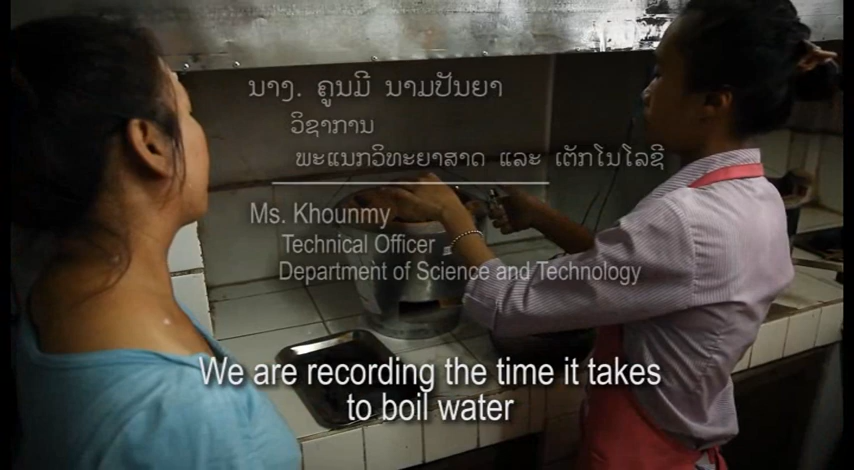 ນາງ. ຄູນມີ ນາມປັນຍາ
ວິຊາການ
ພະແນກວິທະຍາສາດ ແລະ ເຕັກໂນໂລຊີ
Ms. Khounmy
Technical Officer
Department of Science and Technology
We are recording the time it takes
to boil water